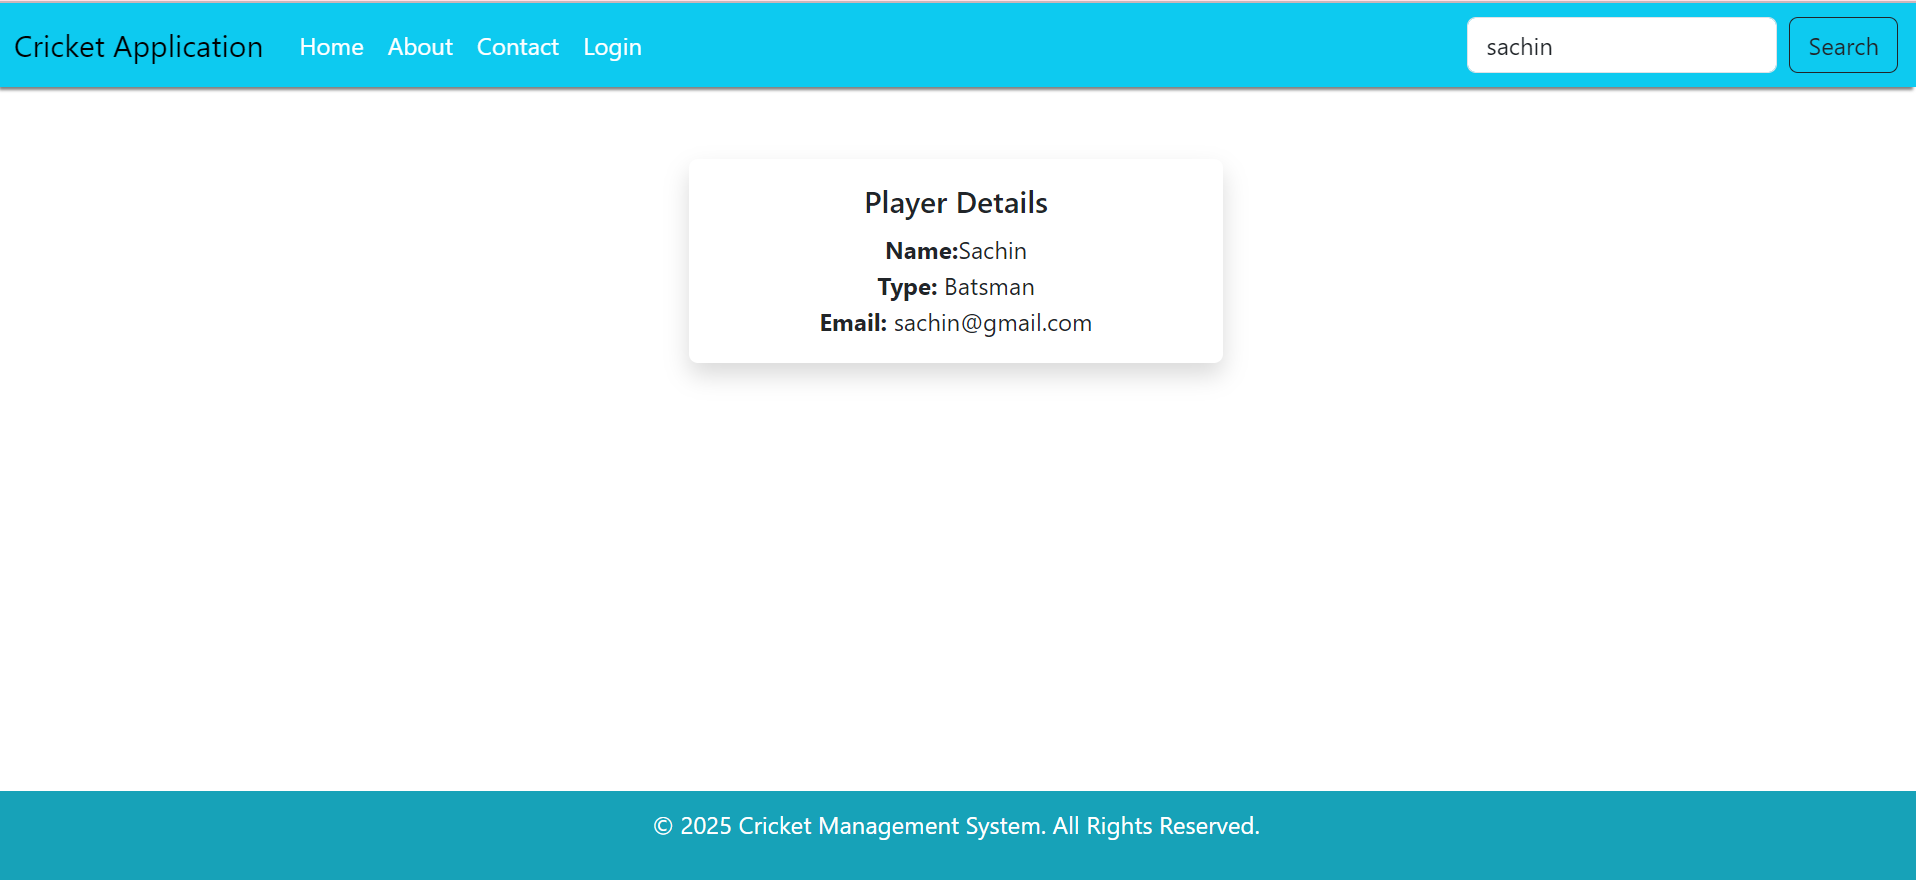 Cricket Application Home About Contact Login sachin Search
Player Details
Name:Sachin
Type: Batsman
Email: sachin@gmail.com
© 2025 Cricket Management System. All Rights Reserved.